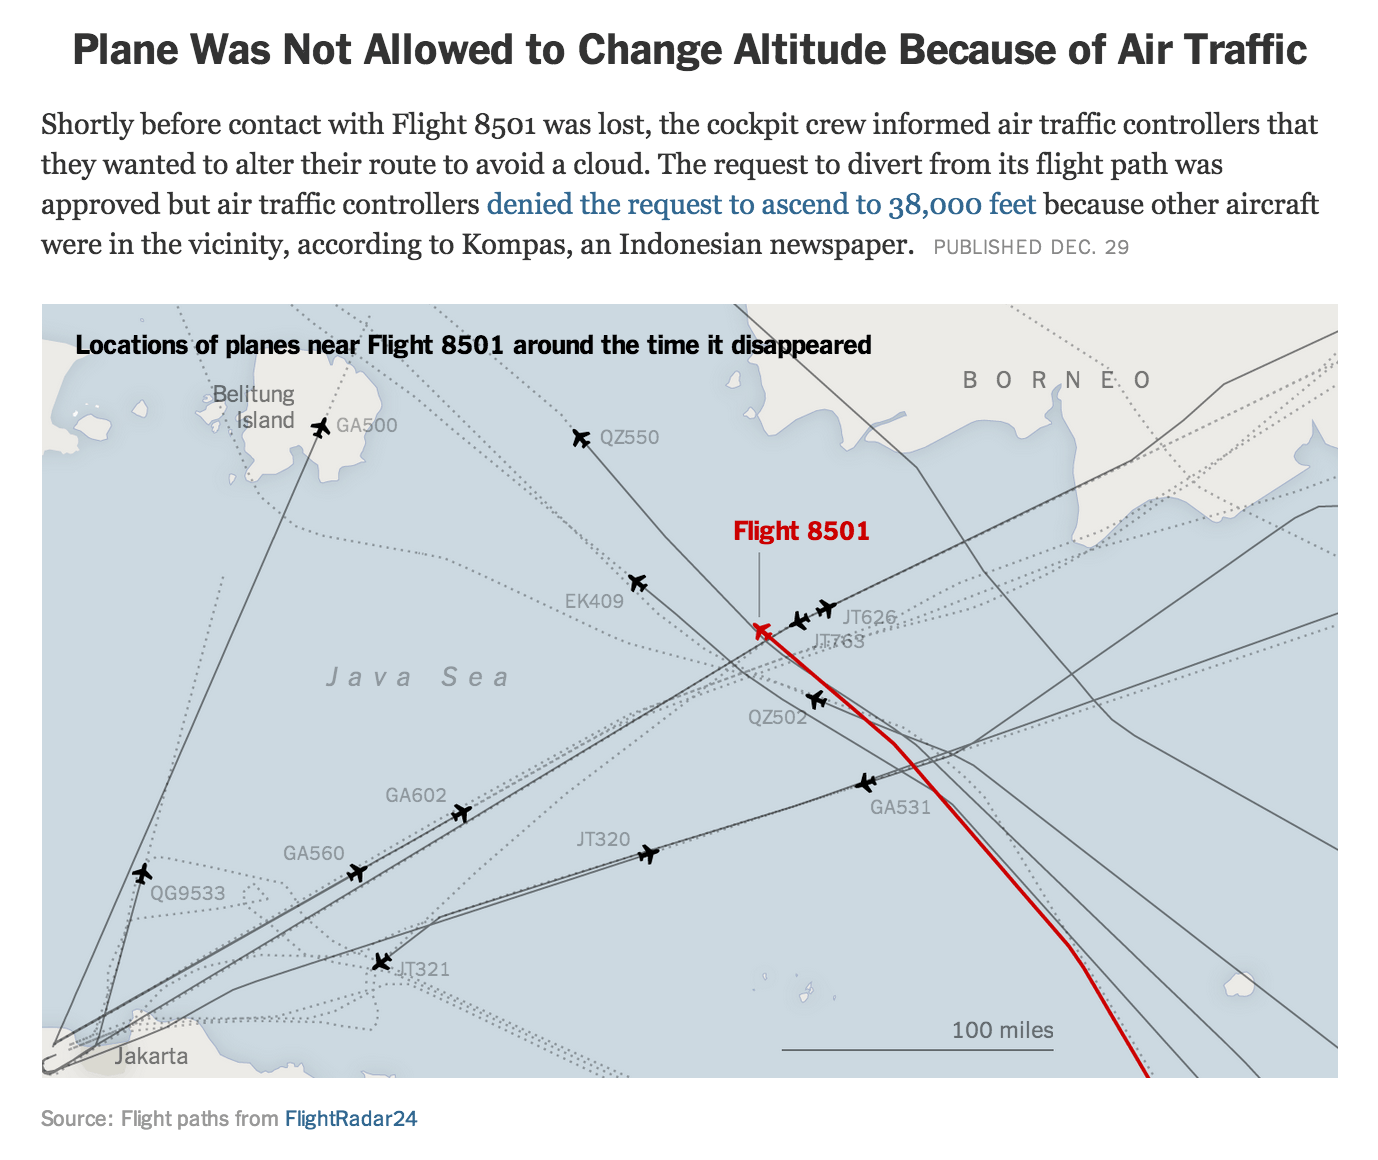 Plane Was Not Allowed to Change Altitude Because of Air Traffic
Shortly before contact with Flight 8501 was lost, the cockpit crew informed air traffic controllers that
they wanted to alter their route to avoid a cloud. The request to divert from its flight path was
approved but air traffic controllers denied the request to ascend to 38,000 feet because other aircraft
were in the vicinity, according to Kompas, an Indonesian newspaper. PUBLISHED DEC. 29
Locations of planes near Flight 8501 around the time it disappeared
BORNEO
Belitung
Island
GA500
QZ550
Flight 8501
EK409
JT626
JT763
Java Sea
QZ502
GA602
GA531
JT320
GA560
QG9533
JT321
100 miles
Jakarta
Source: Flight paths from FlightRadar24